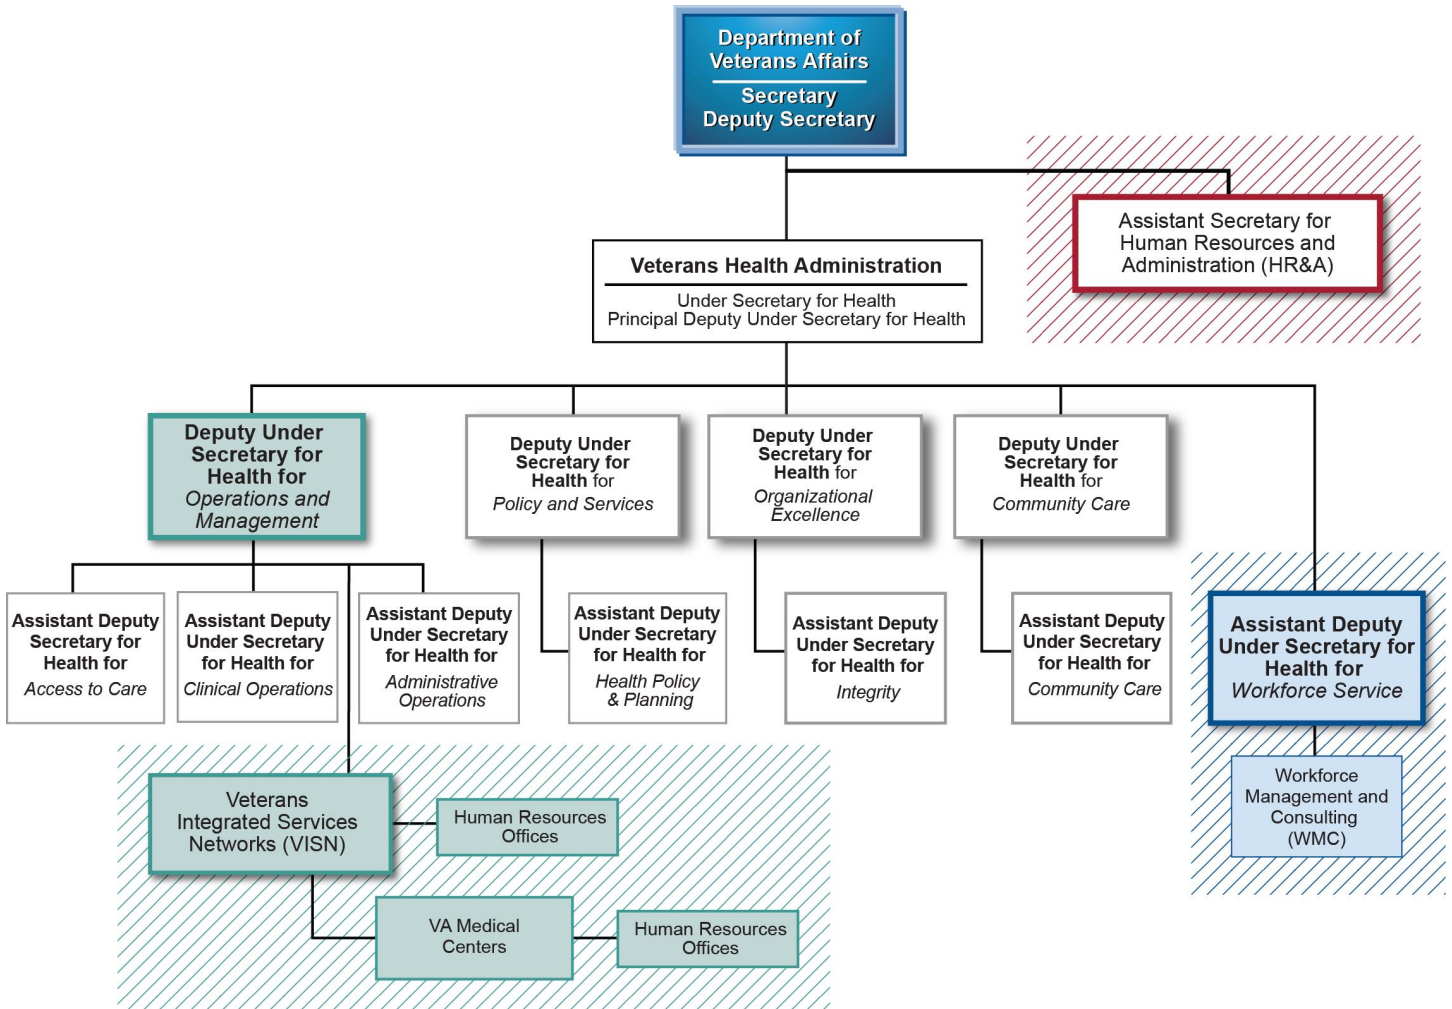 Department of
Veterans Affairs
Secretary
Deputy Secretary
Assistant Secretary for
Human Resources and
Administration (HR&A)
Veterans Health Administration
Under Secretary for Health
Principal Deputy Under Secretary for Health
Deputy Under
Secretary for
Health for
Operations and
Management
Deputy Under
Secretary for
Health for
Policy and Services
Deputy Under
Secretary for
Health for
Organizational
Excellence
Deputy Under
Secretary for
Health for
Community Care
Assistant Deputy
Secretary for
Health for
Access to Care
Assistant Deputy
Under Secretary
for Health for
Clinical Operations
Assistant Deputy
Under Secretary
for Health for
Administrative
Operations
Assistant Deputy
Under Secretary
for Health for
Health Policy
& Planning
Assistant Deputy
Under Secretary
for Health for
Integrity
Assistant Deputy
Under Secretary
for Health for
Community Care
Assistant Deputy
Under Secretary for
Health for
Workforce Service
Workforce
Management and
Consulting
(WMC)
Veterans
Integrated Services
Networks (VISN)
Human Resources
Offices
VA Medical
Centers
Human Resources
Offices